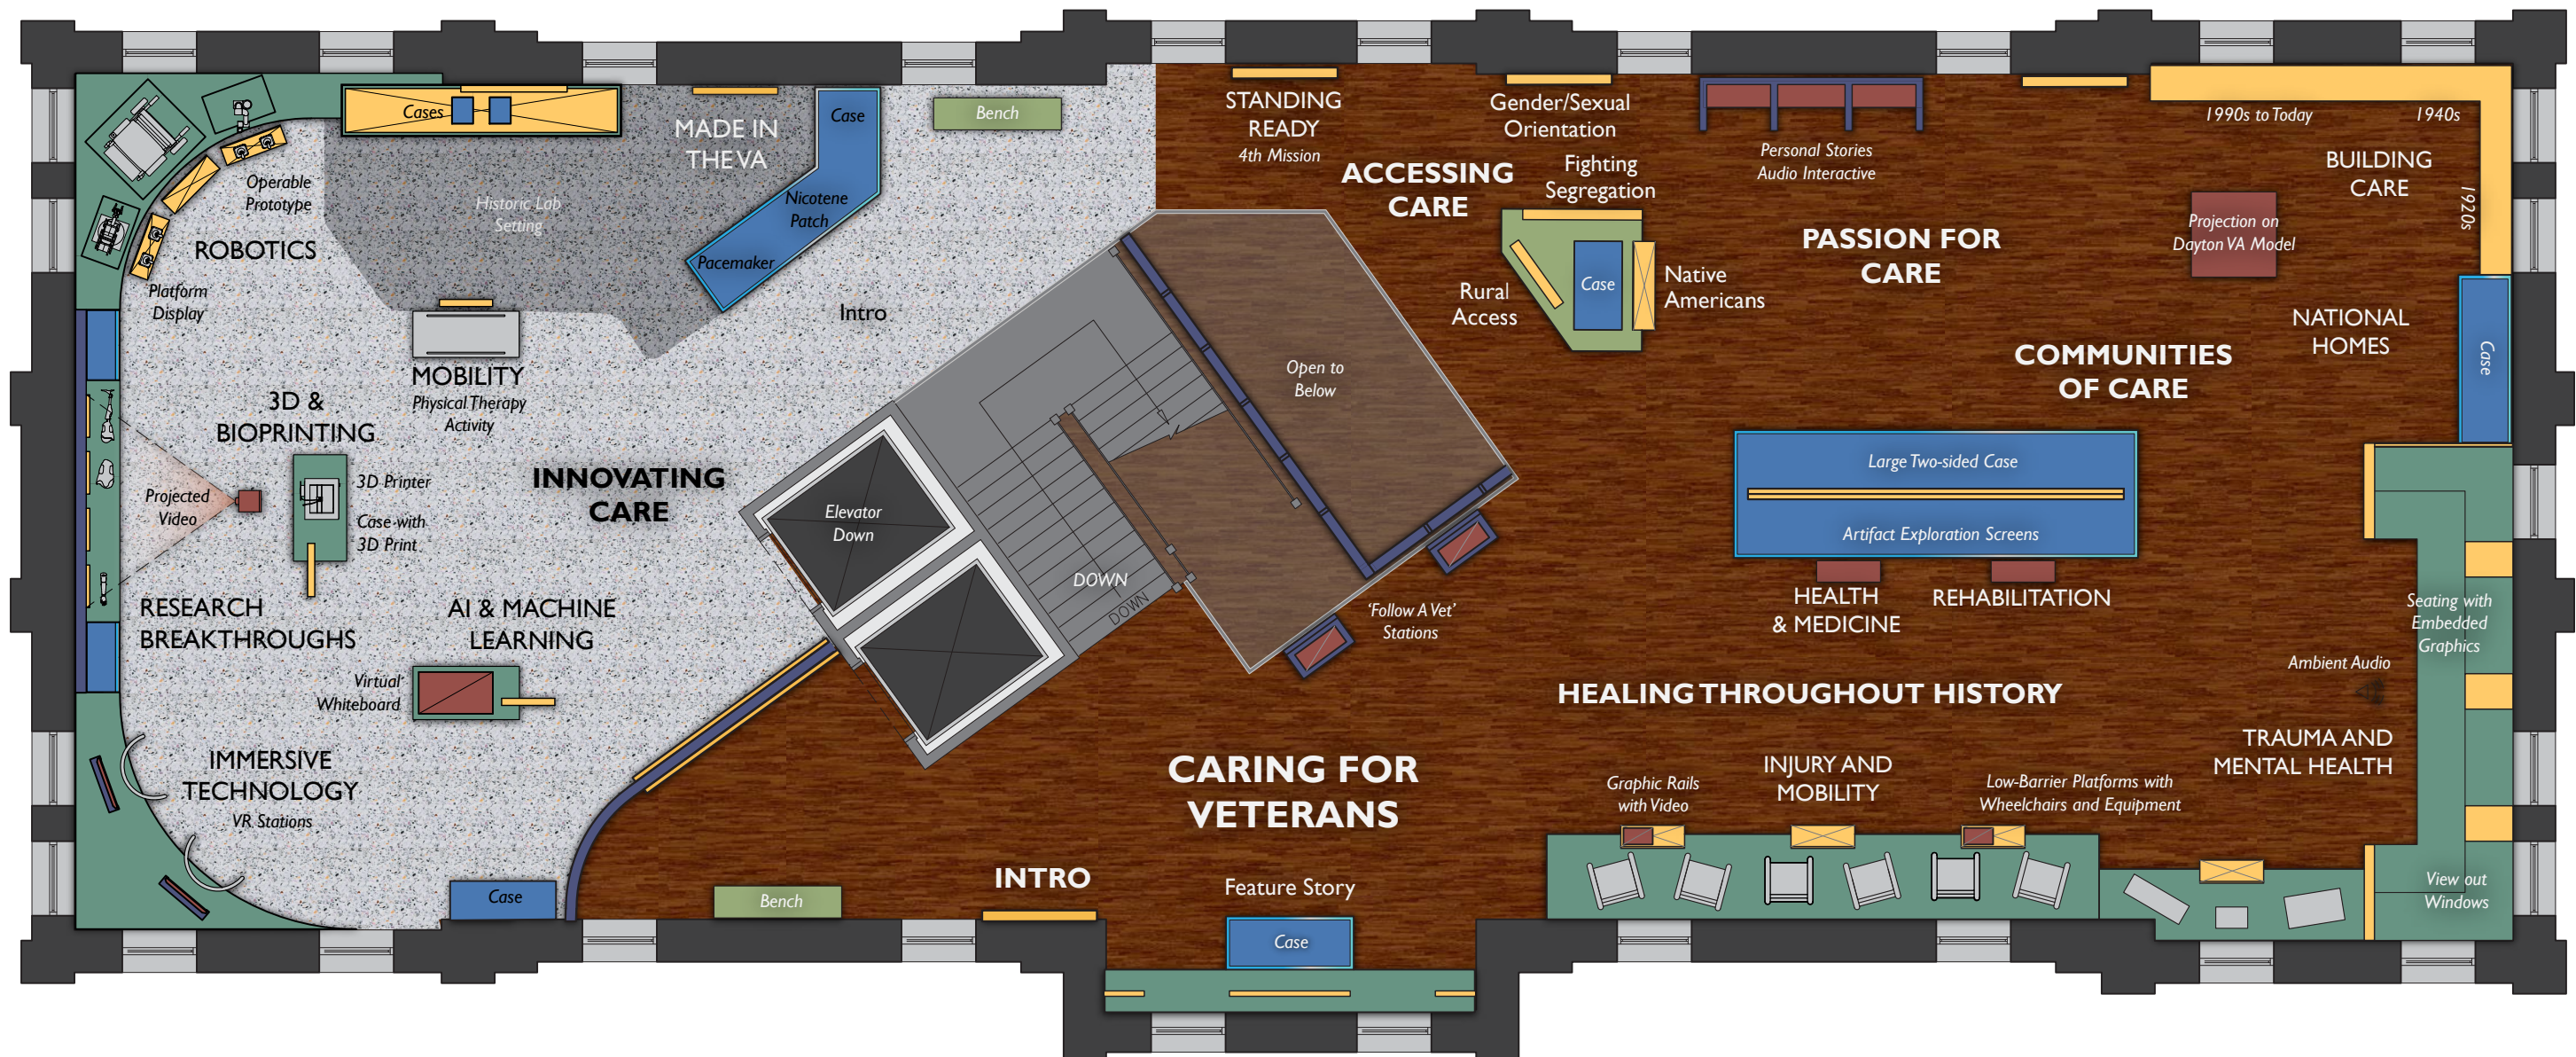 Cases
MADE IN
THE VA
Case
Bench
Nicotene
Patch
Pacemaker
Historic Lab
Setting
Operable
Prototype
ROBOTICS
Platform
Display
Intro
MOBILITY
Physical Therapy
Activity
3D &
BIOPRINTING
3D Printer
Case with
3D Print
Projected
Video
INNOVATING
CARE
RESEARCH
BREAKTHROUGHS
AI & MACHINE
LEARNING
Virtual
Whiteboard
IMMERSIVE
TECHNOLOGY
VR Stations
Case
Elevator
Down
DOWN
DOWN
Open to
Below
STANDING
READY
4th Mission
ACCESSING
CARE
Gender/Sexual
Orientation
Fighting
Segregation
Case
Rural
Access
Native
Americans
Personal Stories
Audio Interactive
PASSION FOR
CARE
1990s to Today
1940s
1920s
BUILDING
CARE
Projection on
Dayton VA Model
NATIONAL
HOMES
Case
COMMUNITIES
OF CARE
Large Two-sided Case
Artifact Exploration Screens
HEALTH
& MEDICINE
REHABILITATION
'Follow A Vet'
Stations
Seating with
Embedded
Graphics
Ambient Audio
HEALING THROUGHOUT HISTORY
TRAUMA AND
MENTAL HEALTH
CARING FOR
VETERANS
Graphic Rails
with Video
INJURY AND
MOBILITY
Low-Barrier Platforms with
Wheelchairs and Equipment
View out
Windows
Bench
INTRO
Feature Story
Case